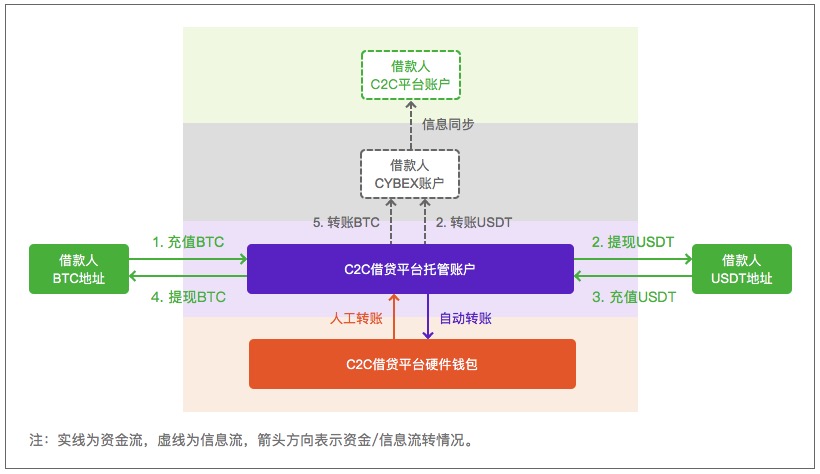 借款人
C2C平台账户
信息同步
借款人
CYBEX账户
5. 转账BTC
2. 转账USDT
1. 充值BTC
2. 提现USDT
借款人
BTC地址
C2C借贷平台托管账户
借款人
USDT地址
4. 提现BTC
3. 充值USDT
人工转账
自动转账
C2C借贷平台硬件钱包
注：实线为资金流，虚线为信息流，箭头方向表示资金/信息流转情况。